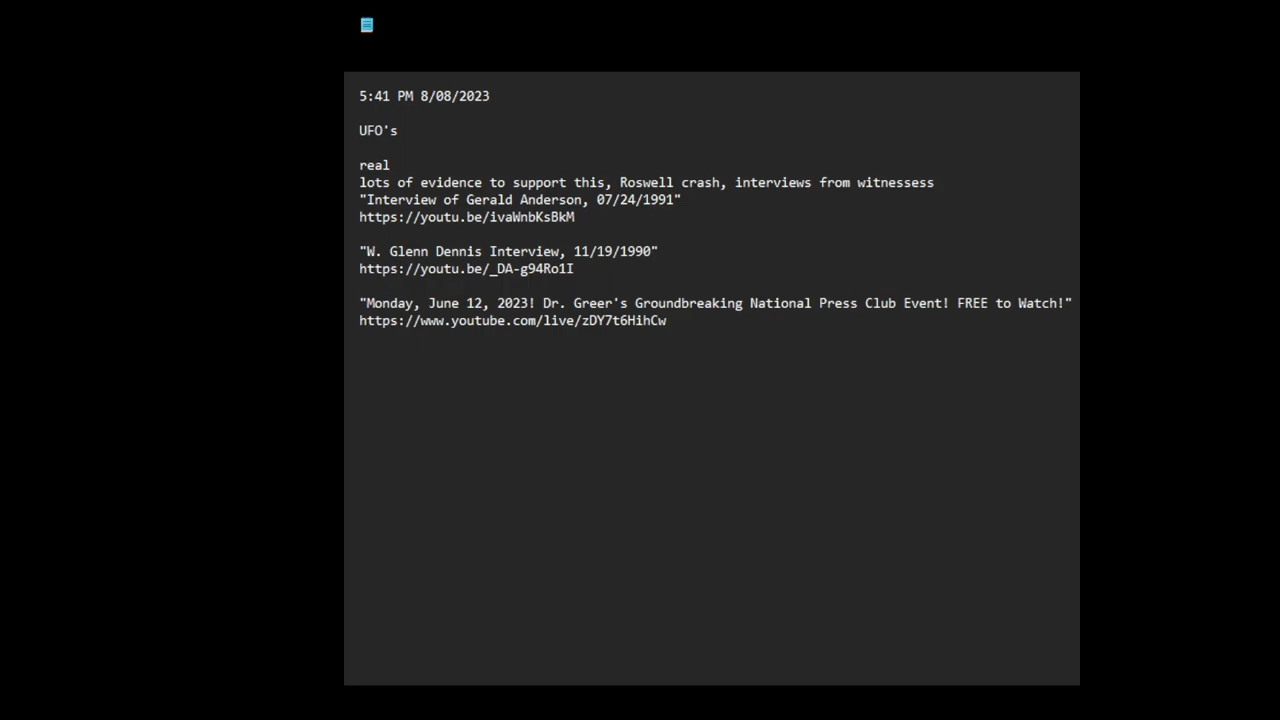 5:41 PM 8/08/2023
UFO's
real
lots of evidence to support this, Roswell crash, interviews from witnessess
"Interview of Gerald Anderson, 07/24/1991"
https://youtu.be/ivaWnbKsBkM
"W. Glenn Dennis Interview, 11/19/1990"
https://youtu.be/_DA-g94Ro1I
"Monday, June 12, 2023! Dr. Greer's Groundbreaking National Press Club Event! FREE to Watch!"
https://www.youtube.com/live/zDY7t6HihCw